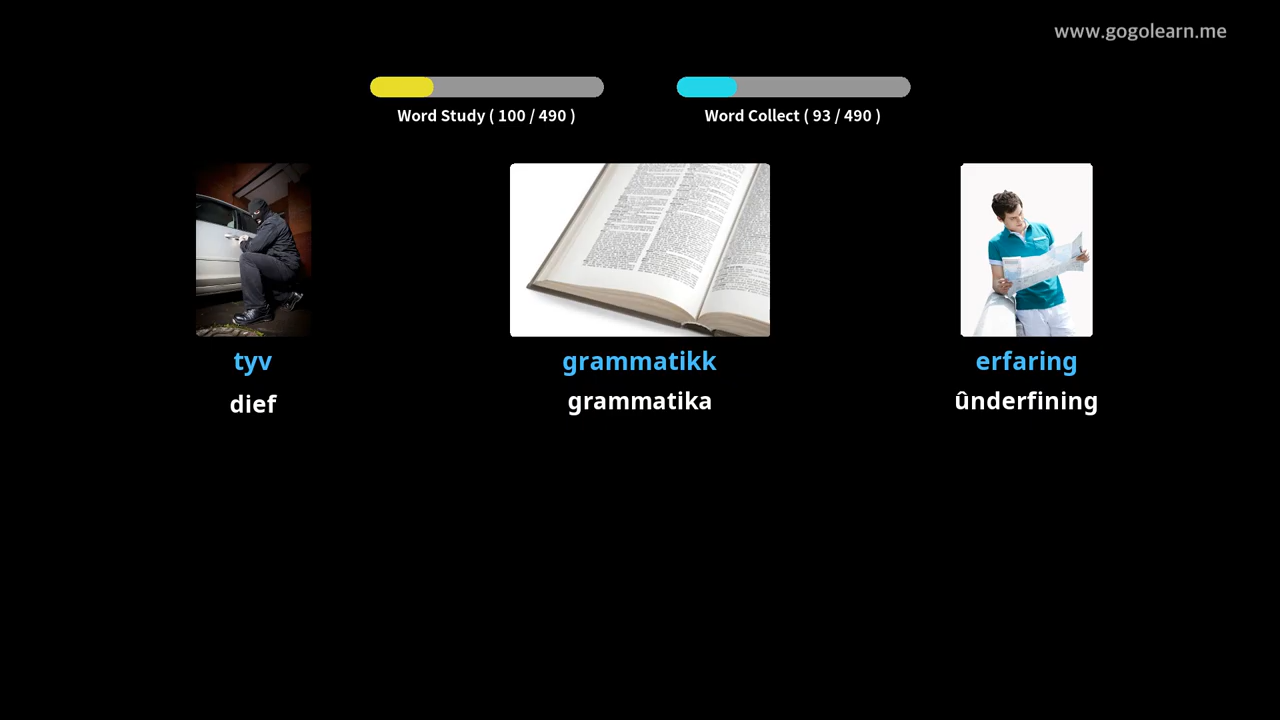 www.gogolearn.me
Word Study ( 100 / 490 )
Word Collect ( 93 / 490 )
tyv
grammatikk
erfaring
dief
grammatika
ûnderfining